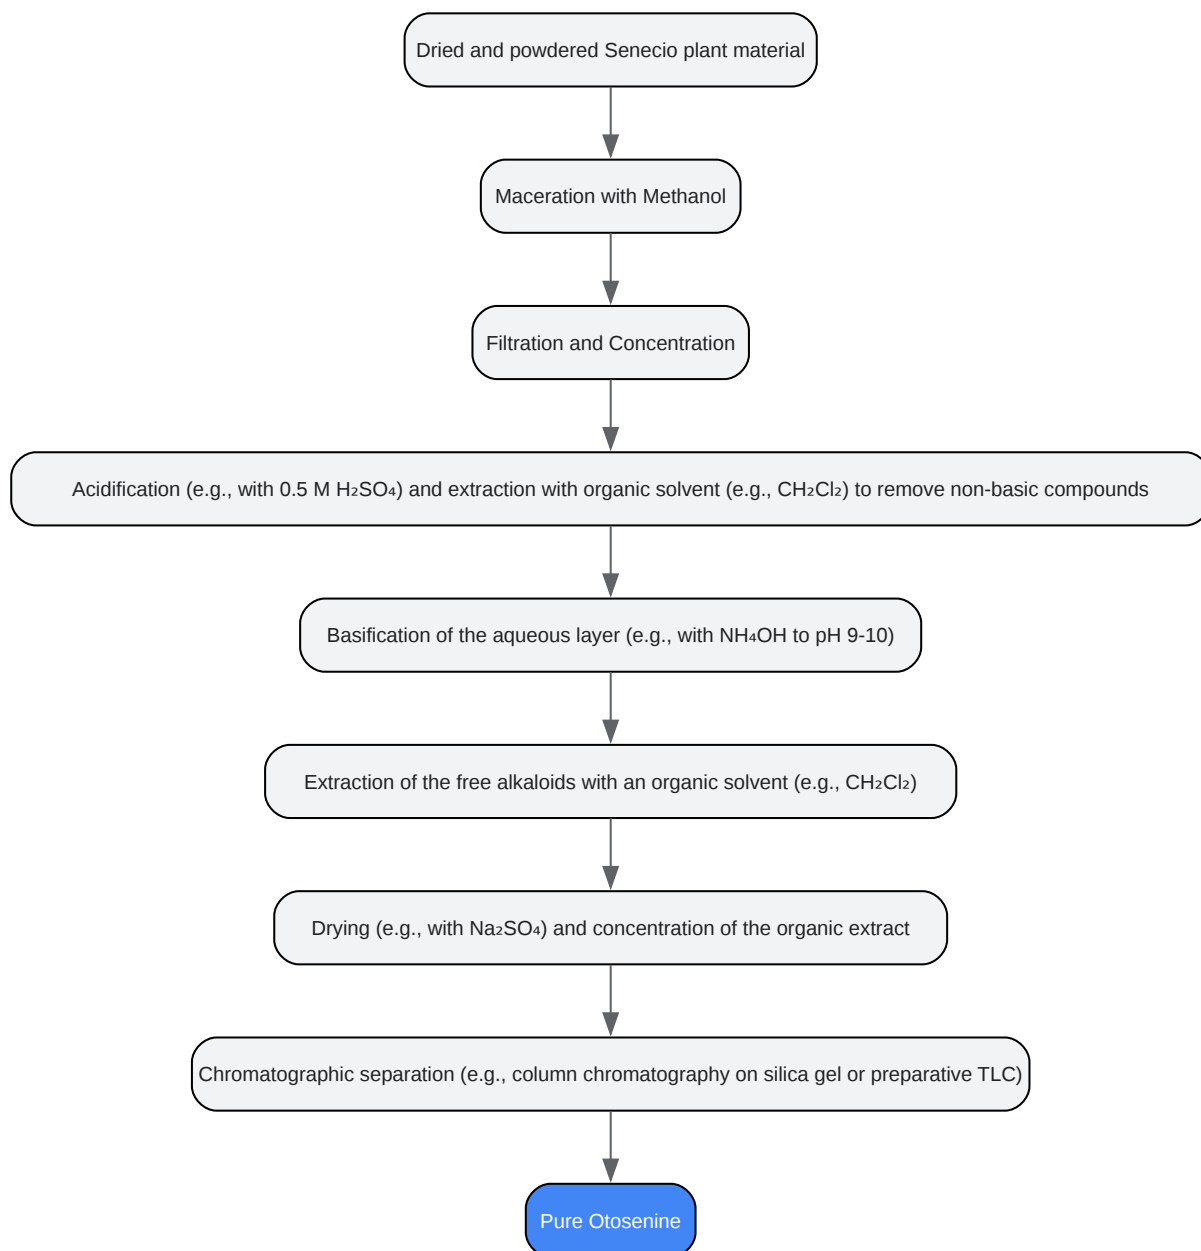 Dried and powdered Senecio plant material
Maceration with Methanol
Filtration and Concentration
Acidification (e.g., with 0.5 M H₂SO₄) and extraction with organic solvent (e.g., CH₂Cl₂) to remove non-basic compounds
Basification of the aqueous layer (e.g., with NH₄OH to pH 9-10)
Extraction of the free alkaloids with an organic solvent (e.g., CH₂Cl₂)
Drying (e.g., with Na₂SO₄) and concentration of the organic extract
Chromatographic separation (e.g., column chromatography on silica gel or preparative TLC)
Pure Otosenine